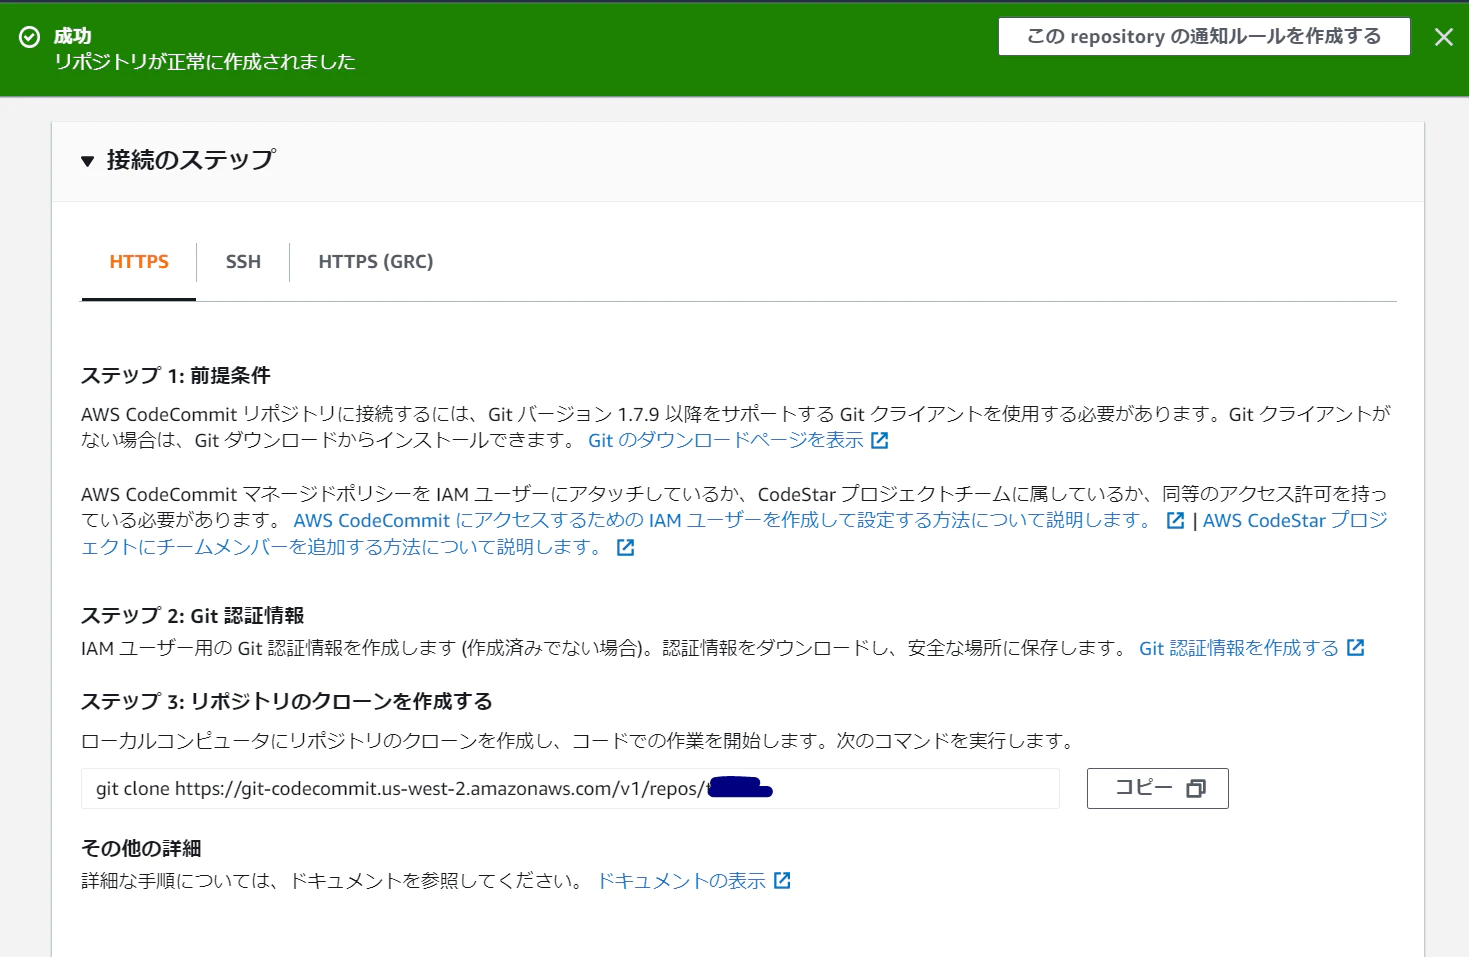 成功
この repository の通知ルールを作成する
リポジトリが正常に作成されました
接続のステップ
HTTPS
SSH
HTTPS (GRC)
ステップ 1: 前提条件
AWS CodeCommit リポジトリに接続するには、Git バージョン 1.7.9 以降をサポートする Git クライアントを使用する必要があります。Git クライアントが
ない場合は、Git ダウンロードからインストールできます。 Git のダウンロードページを表示
AWS CodeCommit マネージドポリシーを IAM ユーザーにアタッチしているか、CodeStar プロジェクトチームに属しているか、同等のアクセス許可を持っ
ている必要があります。 AWS CodeCommit にアクセスするための IAM ユーザーを作成して設定する方法について説明します。 | AWS CodeStar プロジ
ェクトにチームメンバーを追加する方法について説明します。
ステップ 2: Git 認証情報
IAM ユーザー用の Git 認証情報を作成します (作成済みでない場合)。認証情報をダウンロードし、安全な場所に保存します。 Git 認証情報を作成する
ステップ 3: リポジトリのクローンを作成する
ローカルコンピュータにリポジトリのクローンを作成し、コードでの作業を開始します。次のコマンドを実行します。
git clone https://git-codecommit.us-west-2.amazonaws.com/v1/repos/
コピー
その他の詳細
詳細な手順については、ドキュメントを参照してください。 ドキュメントの表示